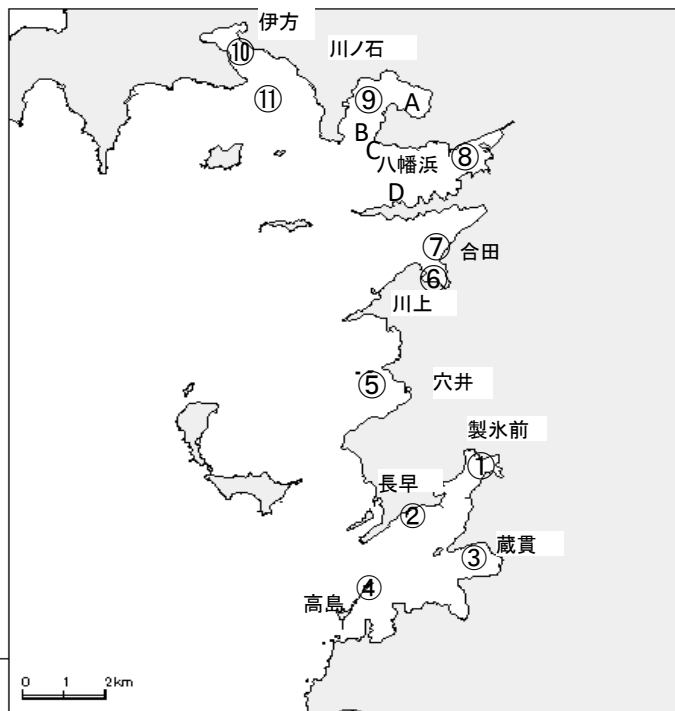 伊方
⑩
川ノ石
⑪
⑨
A
B
C
八幡浜
⑧
D
⑦
合田
⑥
川上
⑤
穴井
製氷前
①
長早
②
蔵貫
③
④
高島
0 1 2km